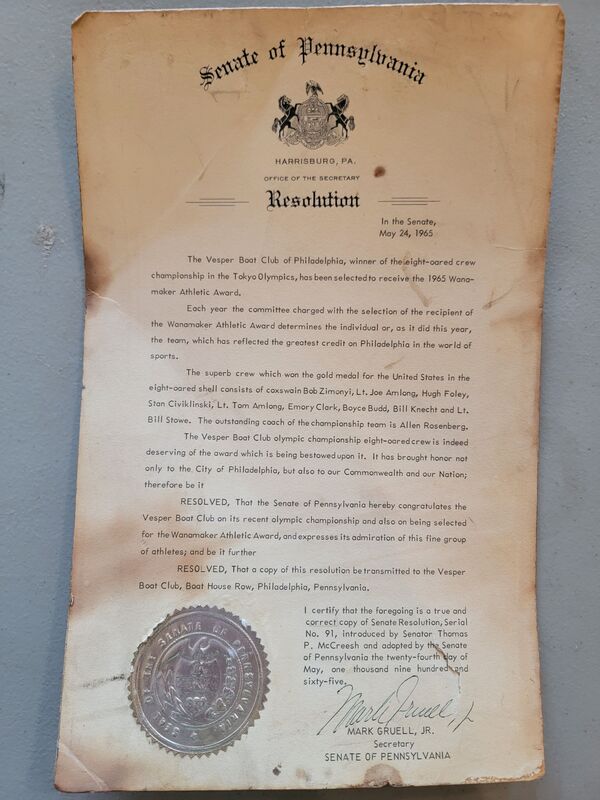 Senate of Pennsylvania
HARRISBURG, PA.
OFFICE OF THE SECRETARY
Resolution
In the Senate,
May 24, 1965
The Vesper Boat Club of Philadelphia, winner of the eight-oared crew
championship in the Tokyo Olympics, has been selected to receive the 1965 Wana-
maker Athletic Award.
Each year the committee charged with the selection of the recipient of
the Wanamaker Athletic Award determines the individual or, as it did this year,
the team, which has reflected the greatest credit on Philadelphia in the world of
sports.
The superb crew which won the gold medal for the United States in the
eight-oared shell consists of coxswain Bob Zimonyi, Lt. Joe Amlong, Hugh Foley,
Stan Civiklinski, Lt. Tom Amlong, Emory Clark, Boyce Budd, Bill Knecht and Lt.
Bill Stowe. The outstanding coach of the championship team is Allen Rosenberg.
The Vesper Boat Club olympic championship eight-oared crew is indeed
deserving of the award which is being bestowed upon it. It has brought honor not
only to the City of Philadelphia, but also to our Commonwealth and our Nation;
therefore be it
RESOLVED, That the Senate of Pennsylvania hereby congratulates the
Vesper Boat Club on its recent olympic championship and also on being selected
for the Wanamaker Athletic Award, and expresses its admiration of this fine group
of athletes; and be it further
RESOLVED, That a copy of this resolution be transmitted to the Vesper
Boat Club, Boat House Row, Philadelphia, Pennsylvania.
I certify that the foregoing is a true and
correct copy of Senate Resolution, Serial
No. 91, introduced by Senator Thomas
P. McCreesh and adopted by the Senate
of Pennsylvania the twenty-fourth day of
May, one thousand nine hundred and
sixty-five.
Mark Gruell, Jr
MARK GRUELL, JR.
Secretary
SENATE OF PENNSYLVANIA
SEAL OF THE SENATE OF PENNSYLVANIA